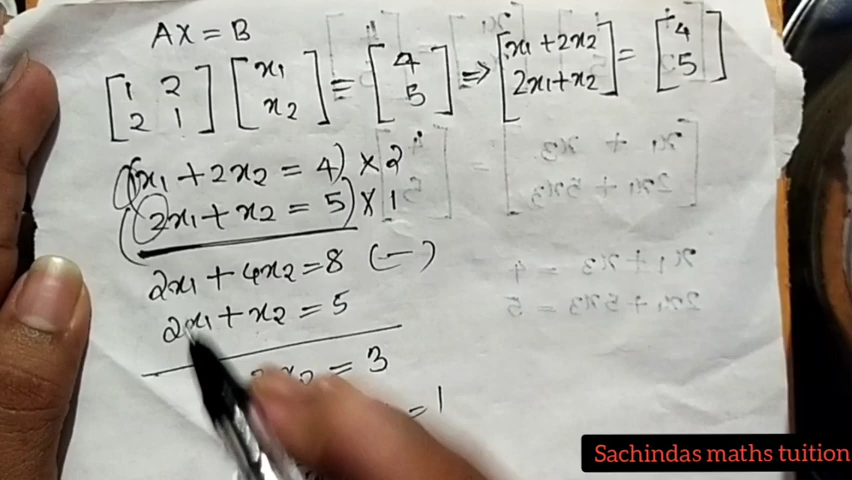 AX = B
[1 2 2 1] [x1 x2] = [4 5] ⇒ [x1 + 2x2 2x1 + x2] = [4 5]
(x1 + 2x2 = 4) × 2
(2x1 + x2 = 5) × 1
2x1 + 4x2 = 8 (−)
2x1 + x2 = 5
= 3
= 1
Sachindas maths tuition